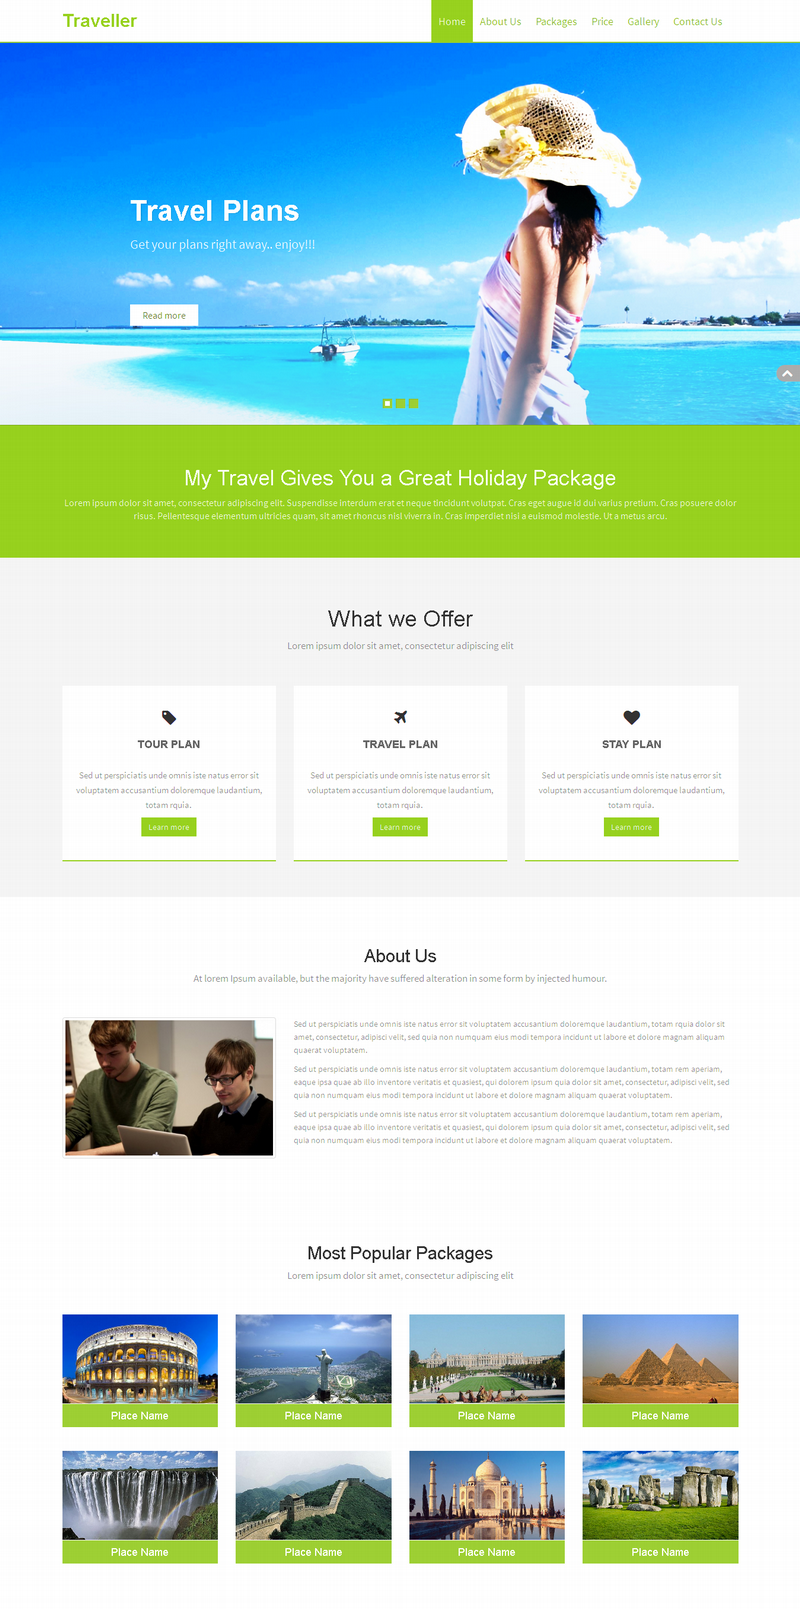 Traveller
Home About Us Packages Price Gallery Contact Us
Travel Plans
Get your plans right away.. enjoy!!!
Read more
My Travel Gives You a Great Holiday Package
Lorem ipsum dolor sit amet, consectetur adipiscing elit. Suspendisse interdum erat et neque tincidunt volutpat. Cras eget augue id dui varius pretium. Cras posuere dolor
risus. Pellentesque elementum ultricies quam, sit amet rhoncus nisl viverra in. Cras imperdiet nisi a euismod molestie. Ut a metus arcu.
What we Offer
Lorem ipsum dolor sit amet, consectetur adipiscing elit
TOUR PLAN
Sed ut perspiciatis unde omnis iste natus error sit
voluptatem accusantium doloremque laudantium,
totam rquia.
Learn more
TRAVEL PLAN
Sed ut perspiciatis unde omnis iste natus error sit
voluptatem accusantium doloremque laudantium,
totam rquia.
Learn more
STAY PLAN
Sed ut perspiciatis unde omnis iste natus error sit
voluptatem accusantium doloremque laudantium,
totam rquia.
Learn more
About Us
At lorem Ipsum available, but the majority have suffered alteration in some form by injected humour.
Sed ut perspiciatis unde omnis iste natus error sit voluptatem accusantium doloremque laudantium, totam rquia dolor sit
amet, consectetur, adipisci velit, sed quia non numquam eius modi tempora incidunt ut labore et dolore magnam aliquam
quaerat voluptatem.
Sed ut perspiciatis unde omnis iste natus error sit voluptatem accusantium doloremque laudantium, totam rem aperiam,
eaque ipsa quae ab illo inventore veritatis et quasiest, qui dolorem ipsum quia dolor sit amet, consectetur, adipisci velit, sed
quia non numquam eius modi tempora incidunt ut labore et dolore magnam aliquam quaerat voluptatem.
Sed ut perspiciatis unde omnis iste natus error sit voluptatem accusantium doloremque laudantium, totam rem aperiam,
eaque ipsa quae ab illo inventore veritatis et quasiest, qui dolorem ipsum quia dolor sit amet, consectetur, adipisci velit, sed
quia non numquam eius modi tempora incidunt ut labore et dolore magnam aliquam quaerat voluptatem.
Most Popular Packages
Lorem ipsum dolor sit amet, consectetur adipiscing elit
Place Name Place Name Place Name Place Name
Place Name Place Name Place Name Place Name